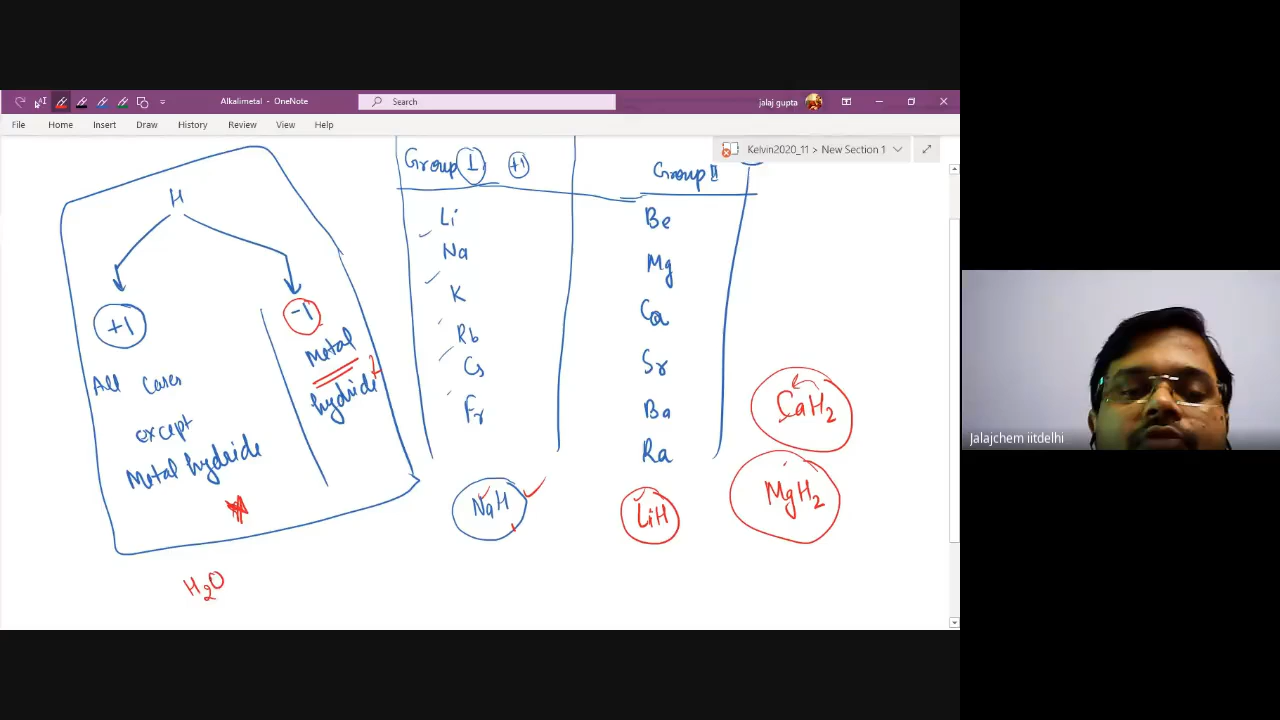 Alkalimetal - OneNote
Search
jalaj gupta
File Home Insert Draw History Review View Help
Kelvin2020_11 > New Section 1
H
+1
All cases
except
Metal hydride
-1
Metal
hydride
H2O
Group 1 +1
Li
Na
K
Rb
Cs
Fr
NaH
Group II
Be
Mg
Ca
Sr
Ba
Ra
LiH
CaH2
MgH2
Jalajchem iitdelhi